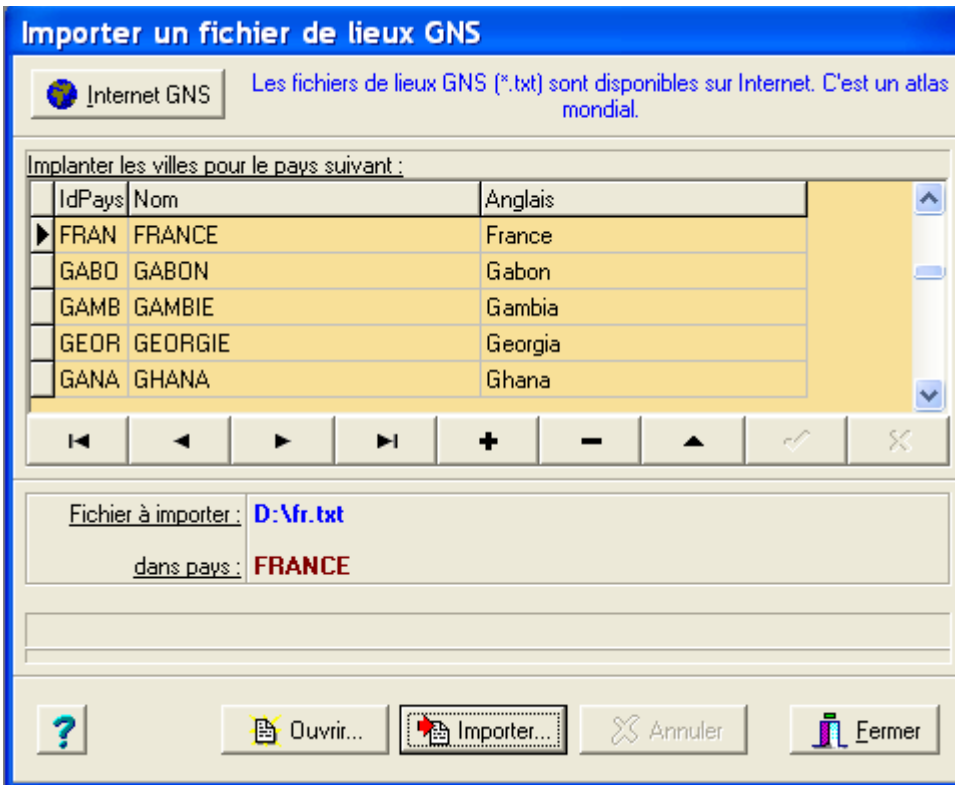 Importer un fichier de lieux GNS
Internet GNS
Les fichiers de lieux GNS (*.txt) sont disponibles sur Internet. C'est un atlas
mondial.
Implanter les villes pour le pays suivant :
IdPays Nom Anglais
FRAN FRANCE France
GABO GABON Gabon
GAMB GAMBIE Gambia
GEOR GEORGIE Georgia
GANA GHANA Ghana
Fichier à importer : D:\fr.txt
dans pays : FRANCE
? Ouvrir... Importer... Annuler Fermer